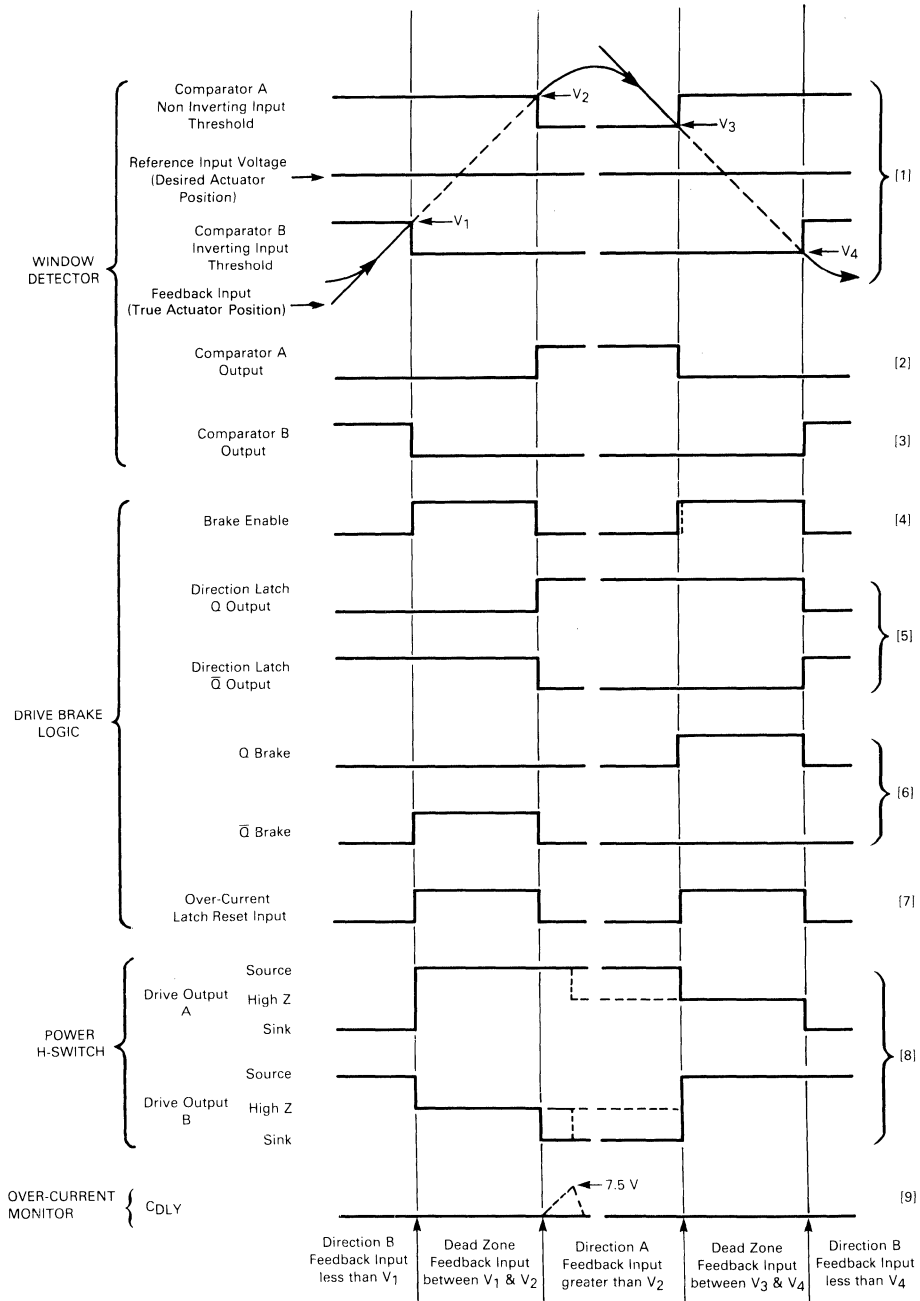 Comparator A
Non Inverting Input
Threshold
V2
V3
Reference Input Voltage
(Desired Actuator
Position)
[1]
V1
Comparator B
Inverting Input
Threshold
V4
WINDOW
DETECTOR
Feedback Input
(True Actuator Position)
Comparator A
Output
[2]
Comparator B
Output
[3]
Brake Enable
[4]
Direction Latch
Q Output
[5]
Direction Latch
Q̅ Output
DRIVE BRAKE
LOGIC
Q Brake
[6]
Q̅ Brake
Over-Current
Latch Reset Input
[7]
Source
Drive Output
A
High Z
Sink
POWER
H-SWITCH
[8]
Source
Drive Output
B
High Z
Sink
OVER-CURRENT
MONITOR
CDLY
7.5 V
[9]
Direction B
Feedback Input
less than V1
Dead Zone
Feedback Input
between V1 & V2
Direction A
Feedback Input
greater than V2
Dead Zone
Feedback Input
between V3 & V4
Direction B
Feedback Input
less than V4